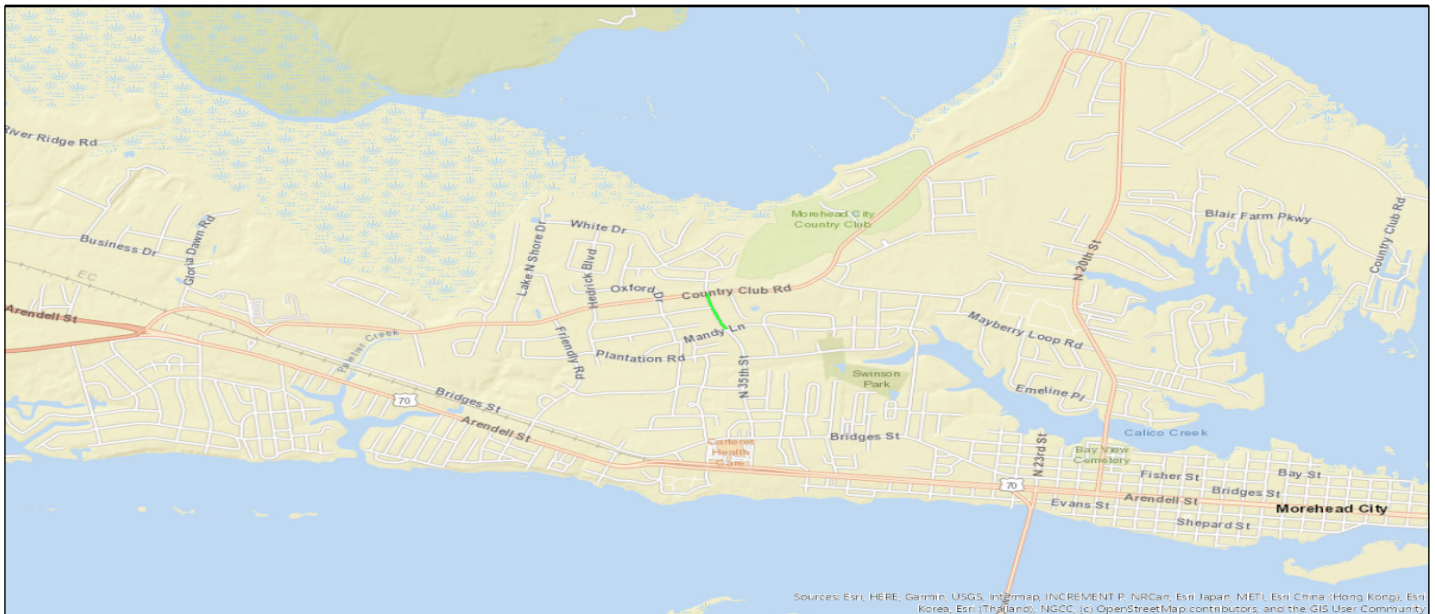 River Ridge Rd
Business Dr
Gloria Dawn Rd
EC
Arendell St
Peletier Creek
Lake N Shore Dr
White Dr
Hedrick Blvd
Oxford Dr
Friendly Rd
Country Club Rd
Mandy Ln
Plantation Rd
N 35th St
Morehead City
Country Club
Swinson
Park
N 20th St
Blair Farm Pkwy
Country Club Rd
Mayberry Loop Rd
Emeline Pl
Calico Creek
70
Bridges St
Arendell St
Carteret
Health
Care
Bridges St
N 23rd St
Bay View
Cemetery
70
Fisher St
Bay St
Bridges St
Arendell St
Evans St
Morehead City
Shepard St
Sources: Esri, HERE, Garmin, USGS, Intermap, INCREMENT P, NRCan, Esri Japan, METI, Esri China (Hong Kong), Esri
Korea, Esri (Thailand), NGCC, (c) OpenStreetMap contributors, and the GIS User Community